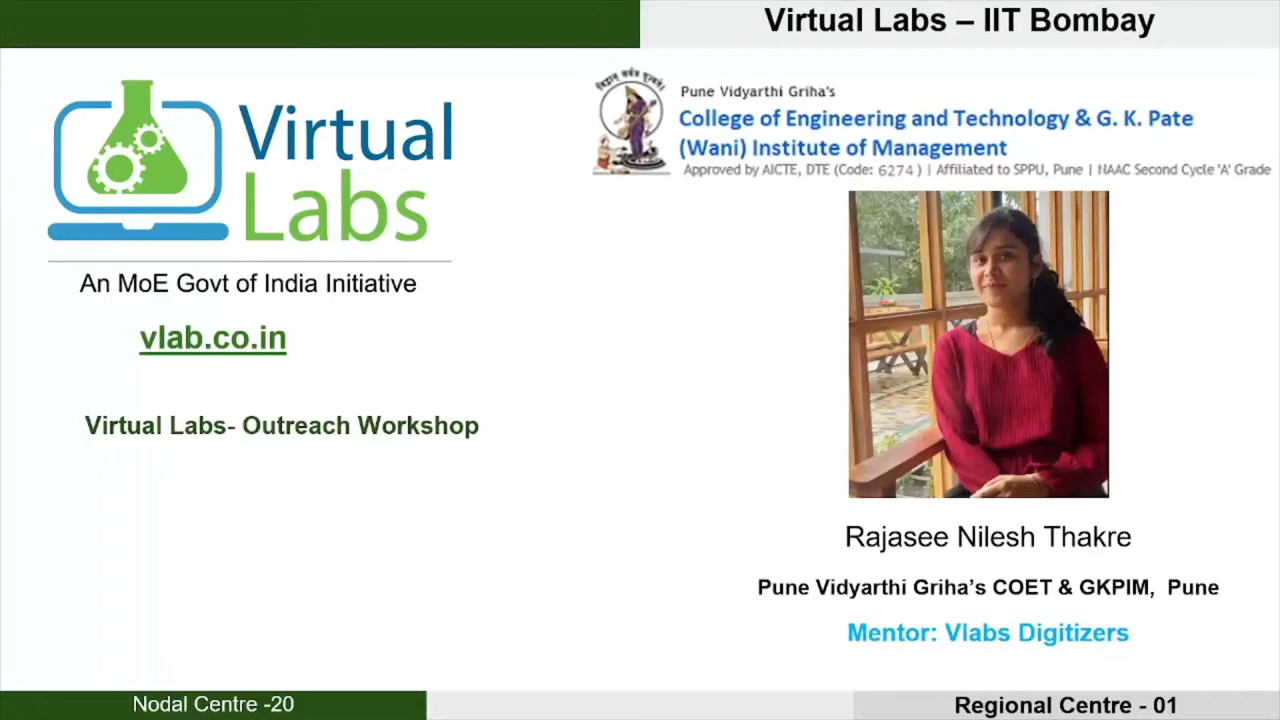 Virtual Labs – IIT Bombay
Virtual
Labs
An MoE Govt of India Initiative
vlab.co.in
Virtual Labs- Outreach Workshop
Pune Vidyarthi Griha's
College of Engineering and Technology & G. K. Pate
(Wani) Institute of Management
Approved by AICTE, DTE (Code: 6274 ) | Affiliated to SPPU, Pune | NAAC Second Cycle 'A' Grade
Rajasee Nilesh Thakre
Pune Vidyarthi Griha’s COET & GKPIM, Pune
Mentor: Vlabs Digitizers
Nodal Centre -20
Regional Centre - 01